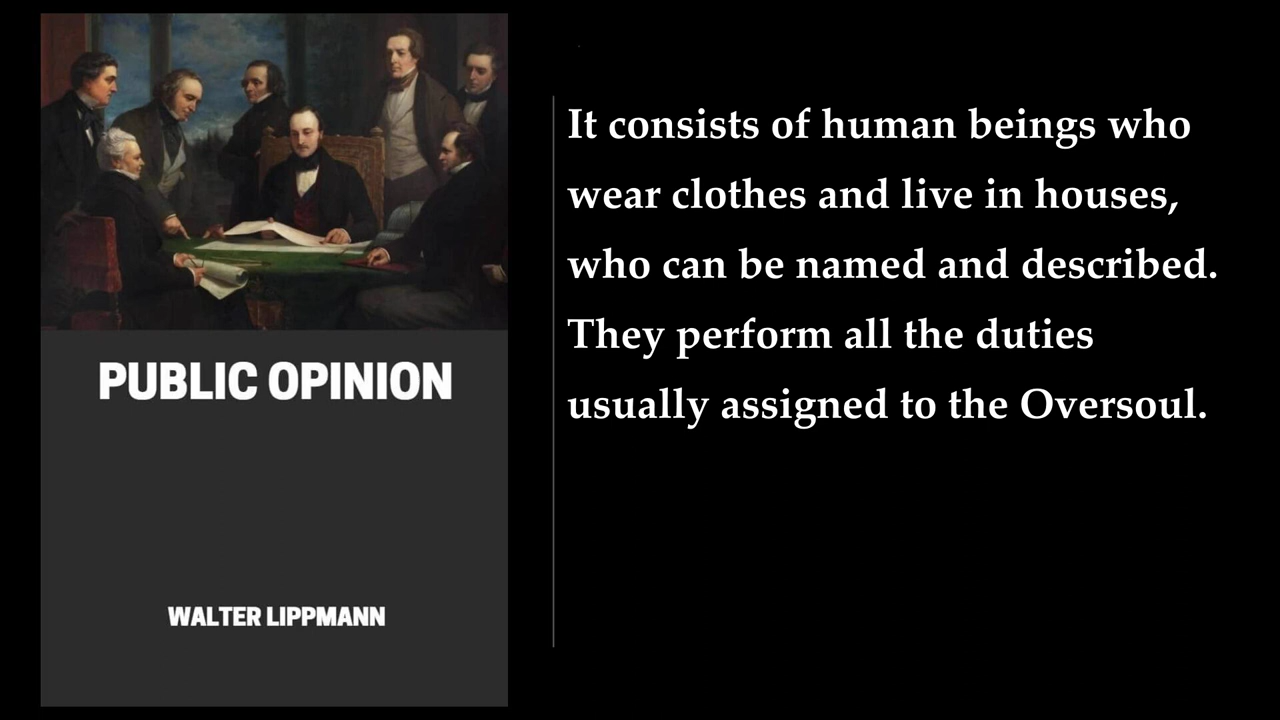 PUBLIC OPINION
WALTER LIPPMANN
It consists of human beings who
wear clothes and live in houses,
who can be named and described.
They perform all the duties
usually assigned to the Oversoul.